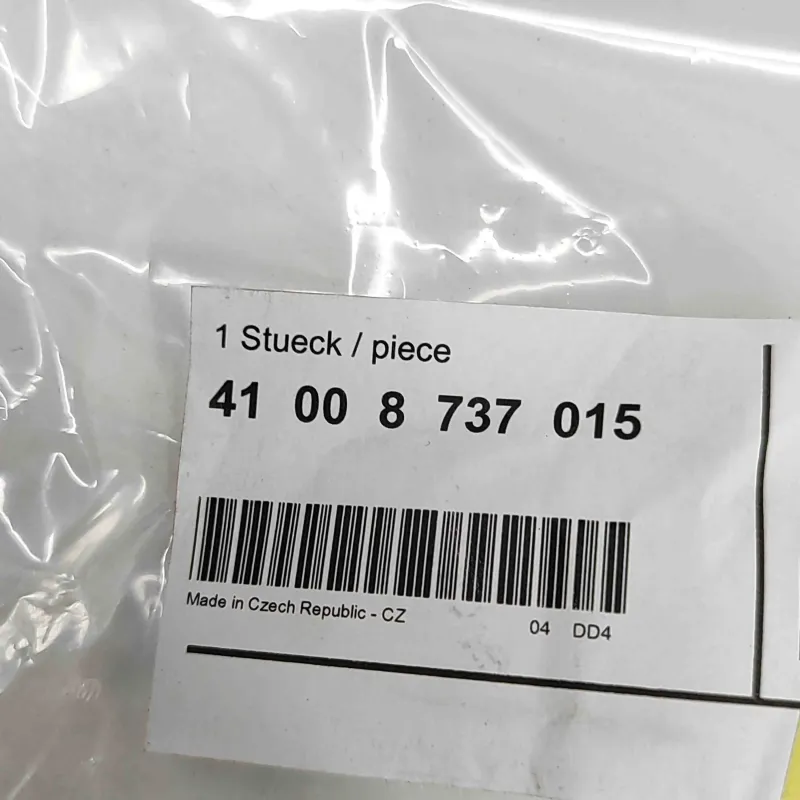 1 Stueck / piece
41 00 8 737 015
Made in Czech Republic - CZ
04 DD4